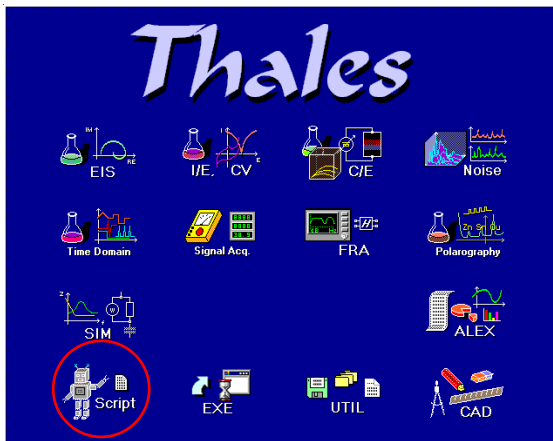 Thales
EIS
I/E, CV
C/E
Noise
Time Domain
Signal Acq.
FRA
Polarography
SIM
ALEX
Script
EXE
UTIL
CAD